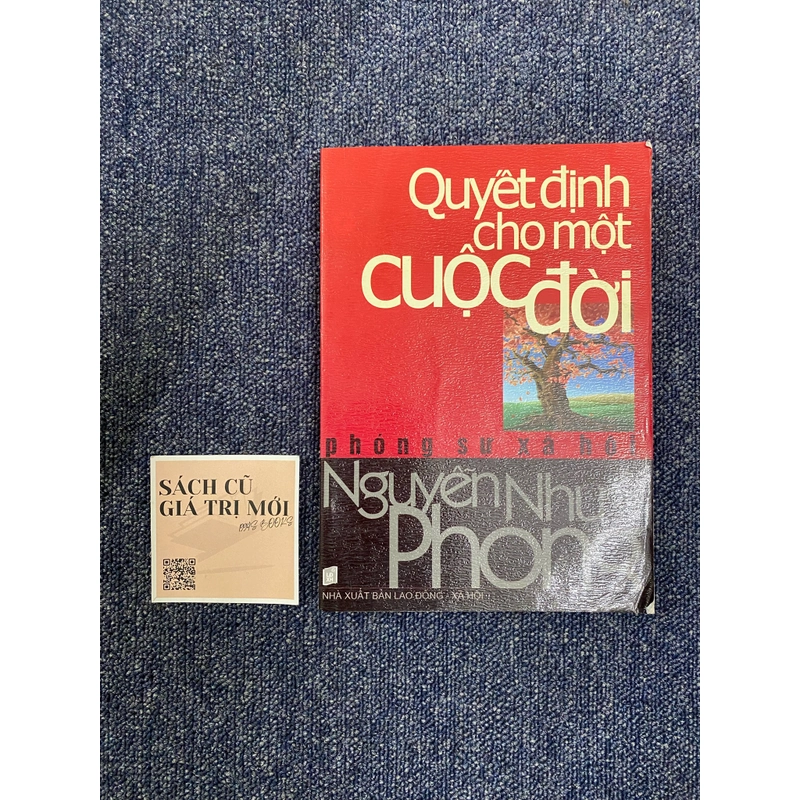 Quyết định
cho một
cuộc
đời
phóng sự xã hội
Nguyễn Như
Phon
NHÀ XUẤT BẢN LAO ĐỘNG - XÃ HỘI
SÁCH CŨ
GIÁ TRỊ MỚI